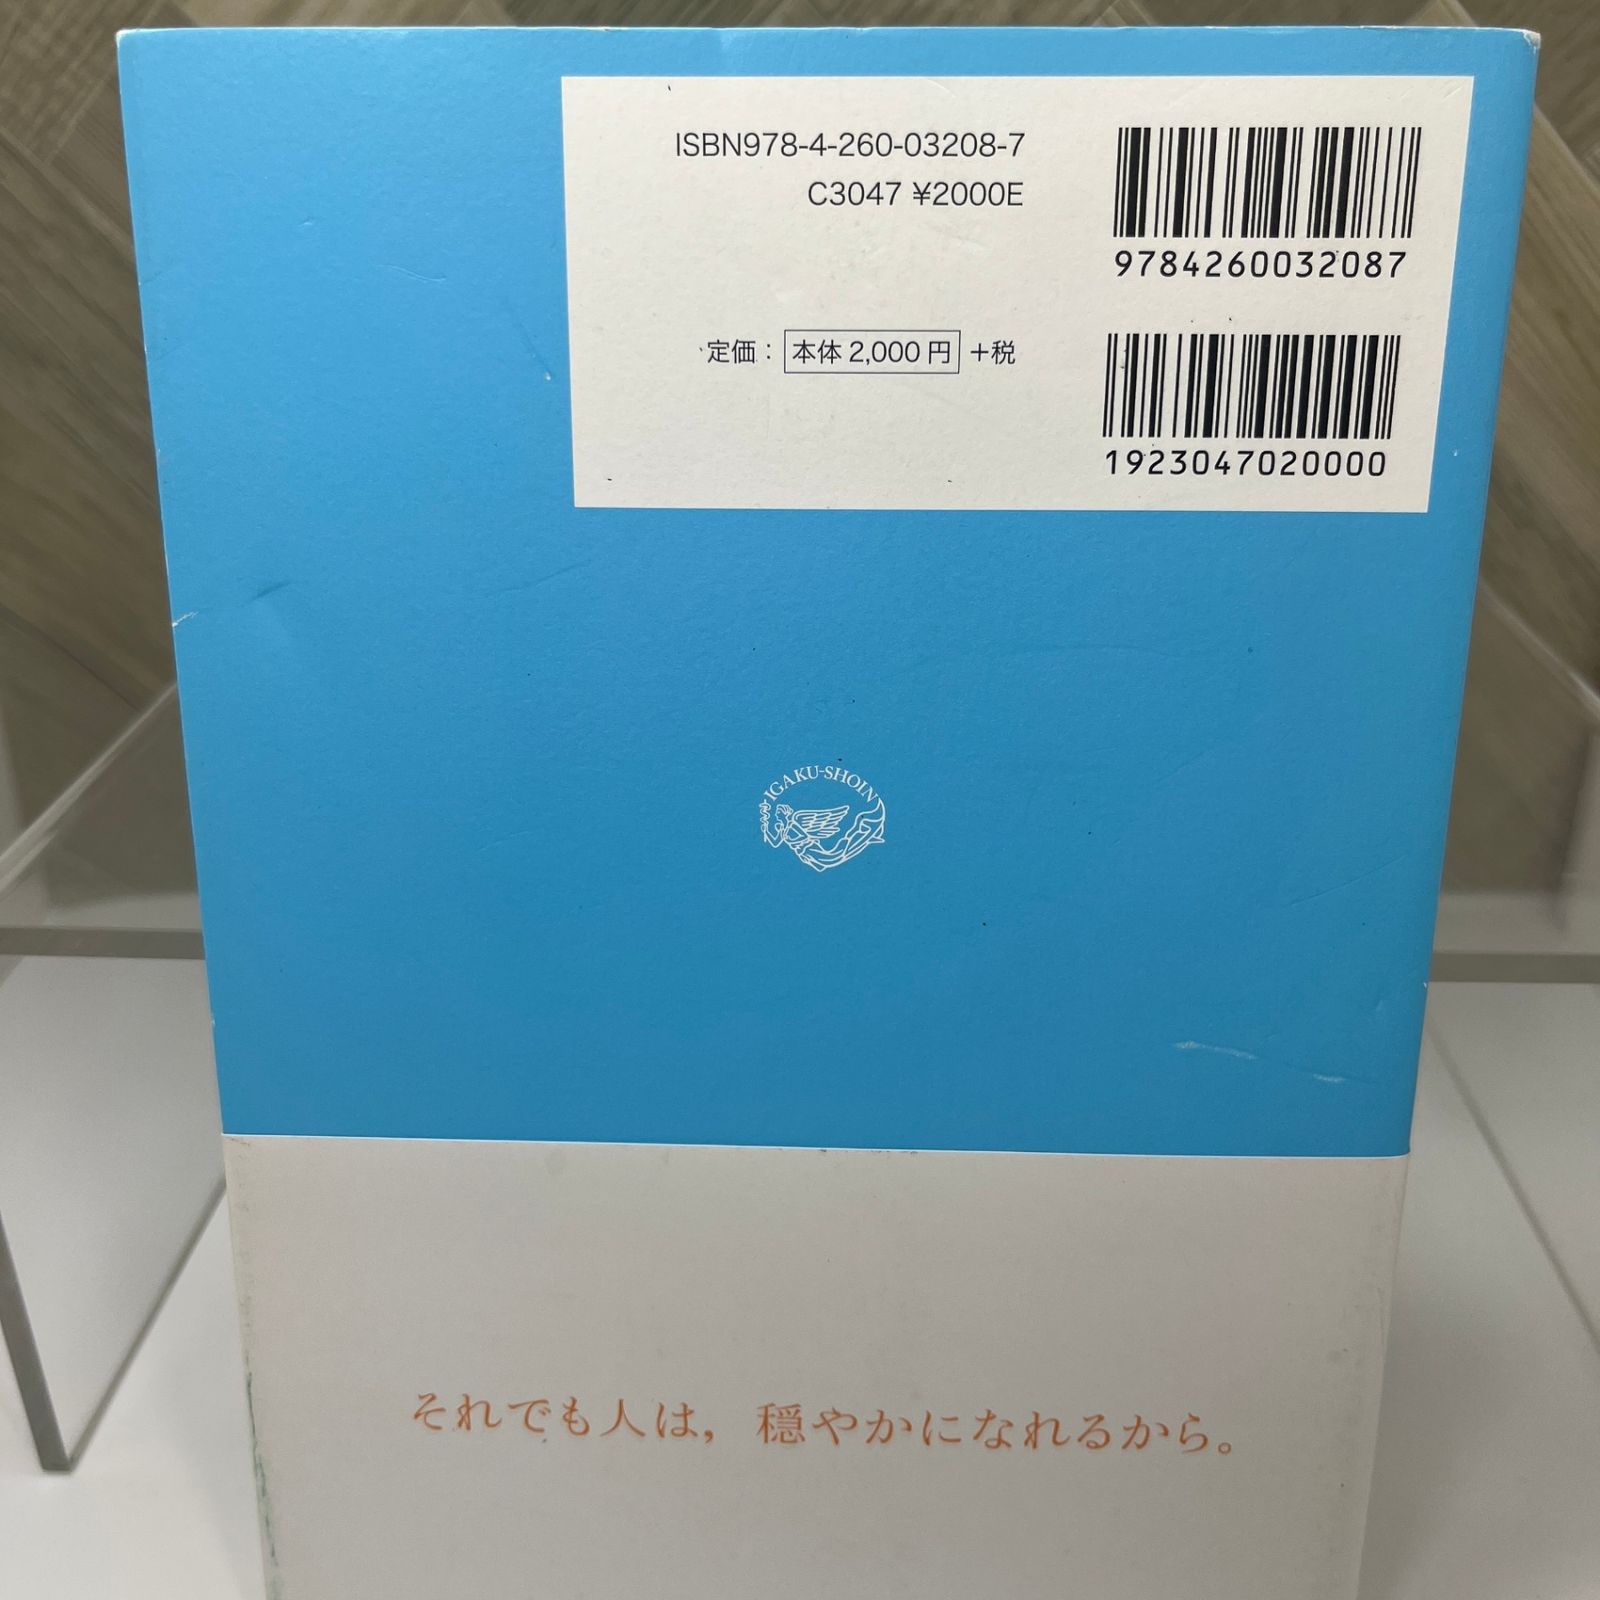 ISBN978-4-260-03208-7
C3047 ¥2000E
9784260032087
定価： 本体 2,000 円 +税
1923047020000
IGAKU-SHOIN
それでも人は，穏やかになれるから。